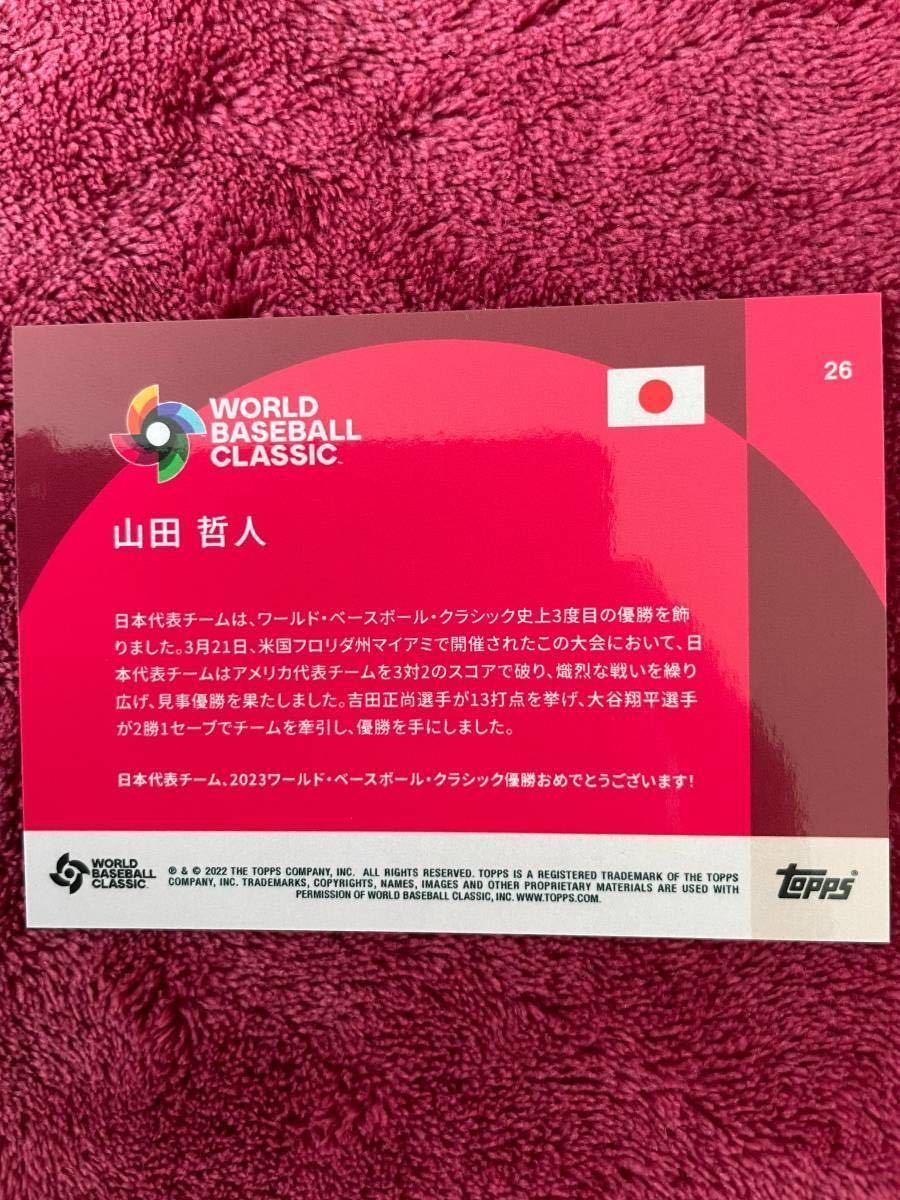 26
WORLD
BASEBALL
CLASSIC™
山田 哲人
日本代表チームは、ワールド・ベースボール・クラシック史上3度目の優勝を飾
りました。3月21日、米国フロリダ州マイアミで開催されたこの大会において、日
本代表チームはアメリカ代表チームを3対2のスコアで破り、熾烈な戦いを繰り
広げ、見事優勝を果たしました。吉田正尚選手が13打点を挙げ、大谷翔平選手
が2勝1セーブでチームを牽引し、優勝を手にしました。
日本代表チーム、2023ワールド・ベースボール・クラシック優勝おめでとうございます!
WORLD
BASEBALL
CLASSIC
® & © 2022 THE TOPPS COMPANY, INC. ALL RIGHTS RESERVED. TOPPS IS A REGISTERED TRADEMARK OF THE TOPPS
COMPANY, INC. TRADEMARKS, COPYRIGHTS, NAMES, IMAGES AND OTHER PROPRIETARY MATERIALS ARE USED WITH
PERMISSION OF WORLD BASEBALL CLASSIC, INC. WWW.TOPPS.COM.
TOPPS®